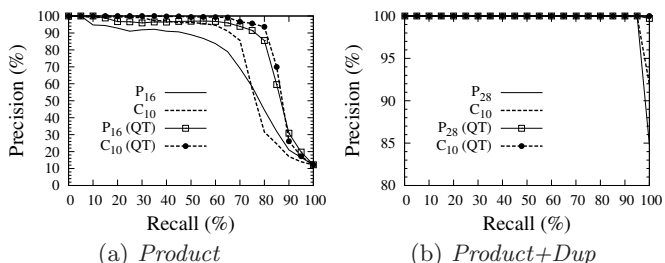 Precision (%)
100
90
80
70
60
50
40
30
20
10
0
P16
C10
P16 (QT)
C10 (QT)
0 10 20 30 40 50 60 70 80 90 100
Recall (%)
(a) Product
Precision (%)
100
95
90
85
80
P28
C10
P28 (QT)
C10 (QT)
0 10 20 30 40 50 60 70 80 90 100
Recall (%)
(b) Product+Dup